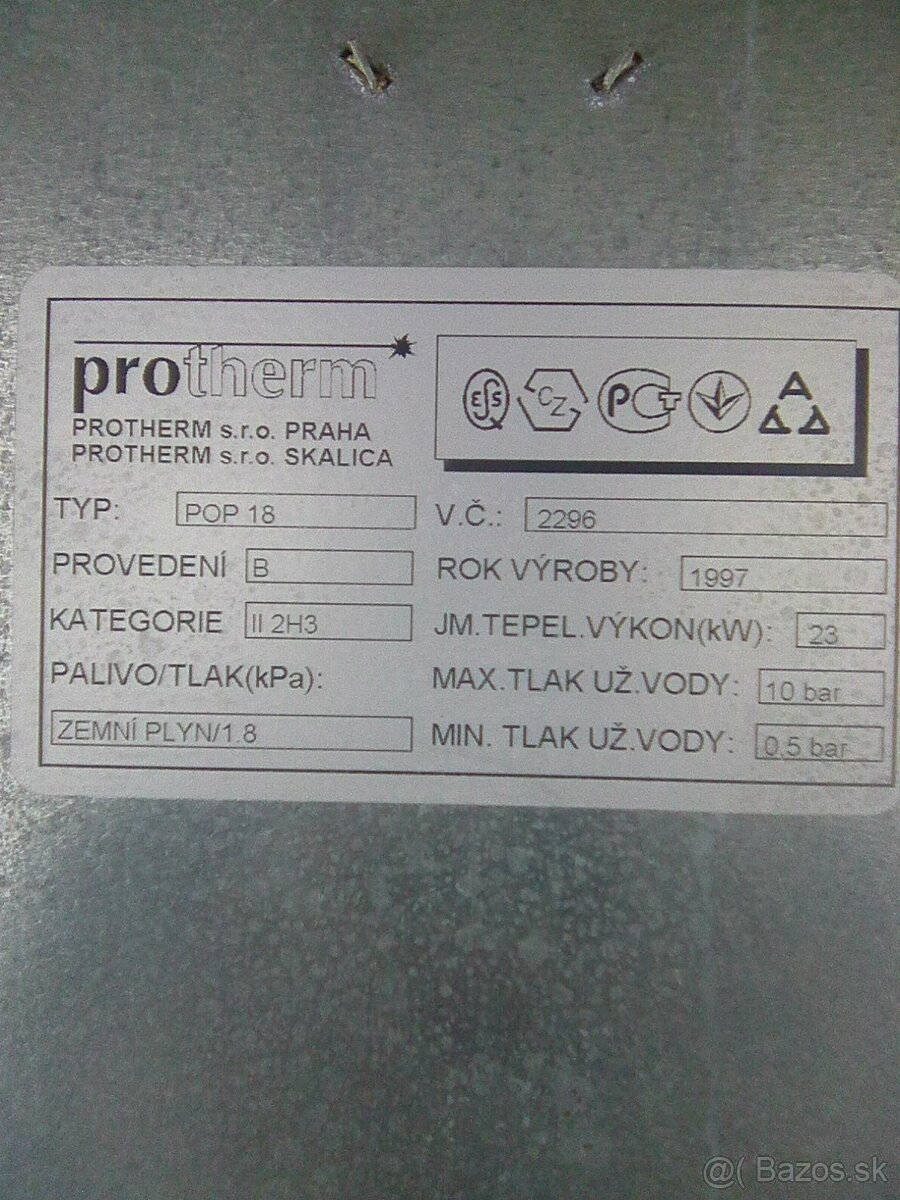 protherm
PROTHERM s.r.o. PRAHA
PROTHERM s.r.o. SKALICA
CZ
TYP: POP 18
V.Č.: 2296
PROVEDENÍ B
ROK VÝROBY: 1997
KATEGORIE II 2H3
JM.TEPEL.VÝKON(kW): 23
PALIVO/TLAK(kPa):
MAX.TLAK UŽ.VODY: 10 bar
ZEMNÍ PLYN/1.8
MIN. TLAK UŽ.VODY: 0.5 bar
@( Bazos.sk